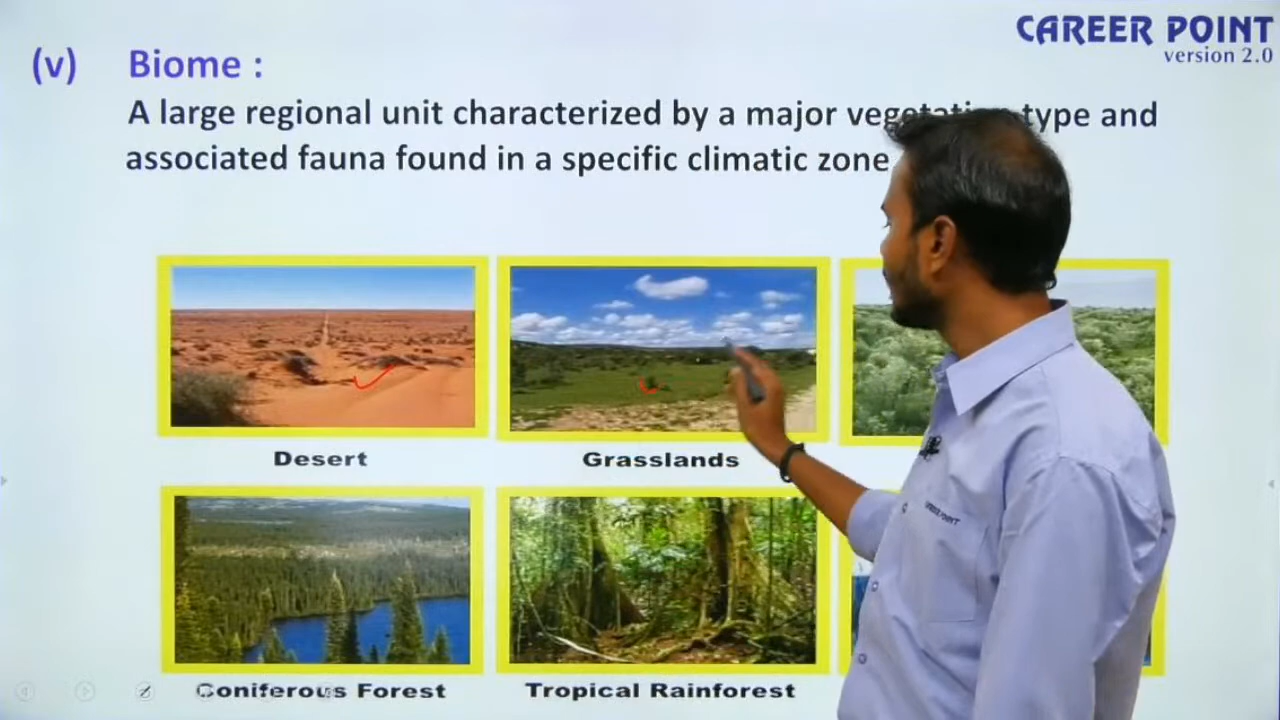 CAREER POINT
version 2.0
(v) Biome :
A large regional unit characterized by a major type and
associated fauna found in a specific climatic zone
Desert
Grasslands
Coniferous Forest
Tropical Rainforest